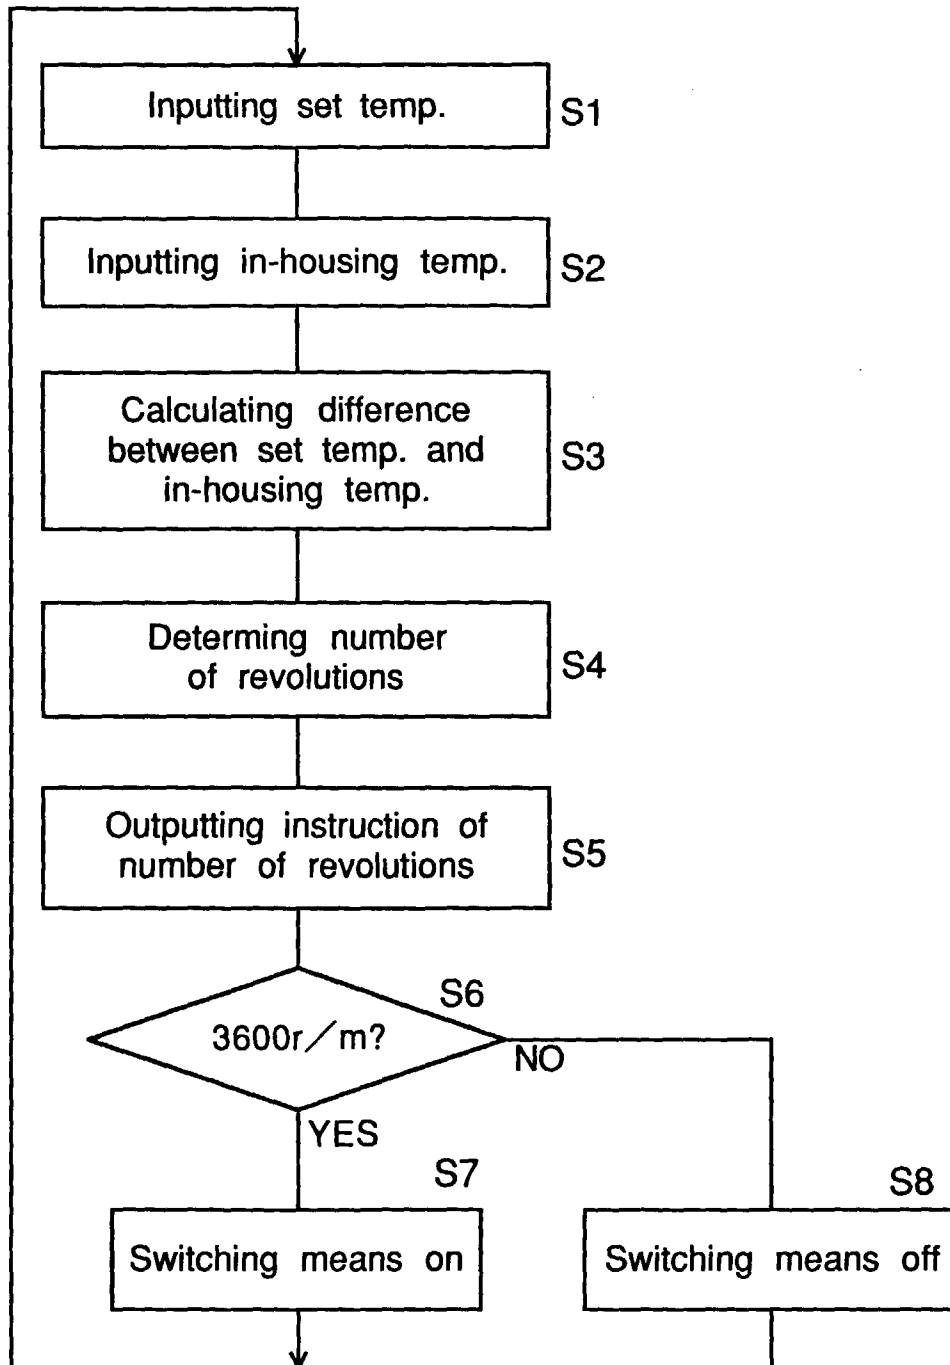 Inputting set temp.
S1
Inputting in-housing temp.
S2
Calculating difference
between set temp. and
in-housing temp.
S3
Determing number
of revolutions
S4
Outputting instruction of
number of revolutions
S5
S6
3600r/m?
NO
YES
S7
S8
Switching means on
Switching means off